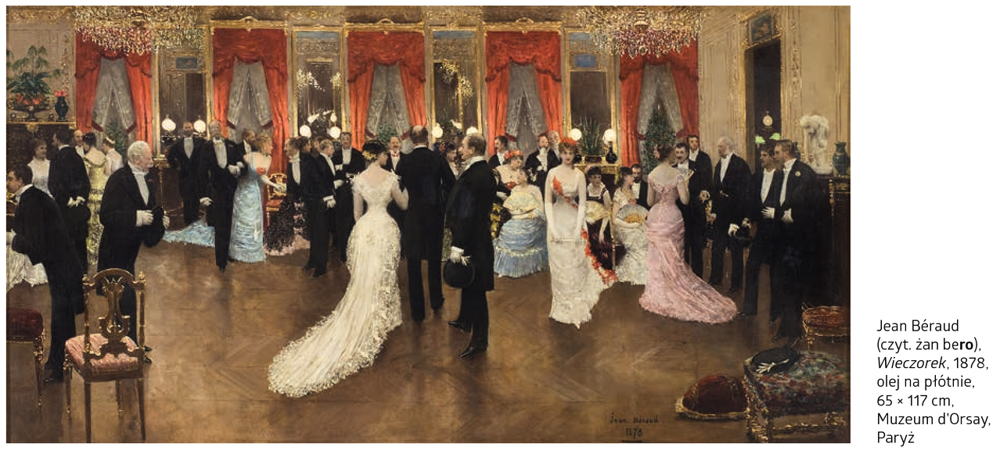 Jean Béraud
1878
Jean Béraud
(czyt. żan bero),
Wieczorek, 1878,
olej na płótnie,
65 × 117 cm,
Muzeum d'Orsay,
Paryż